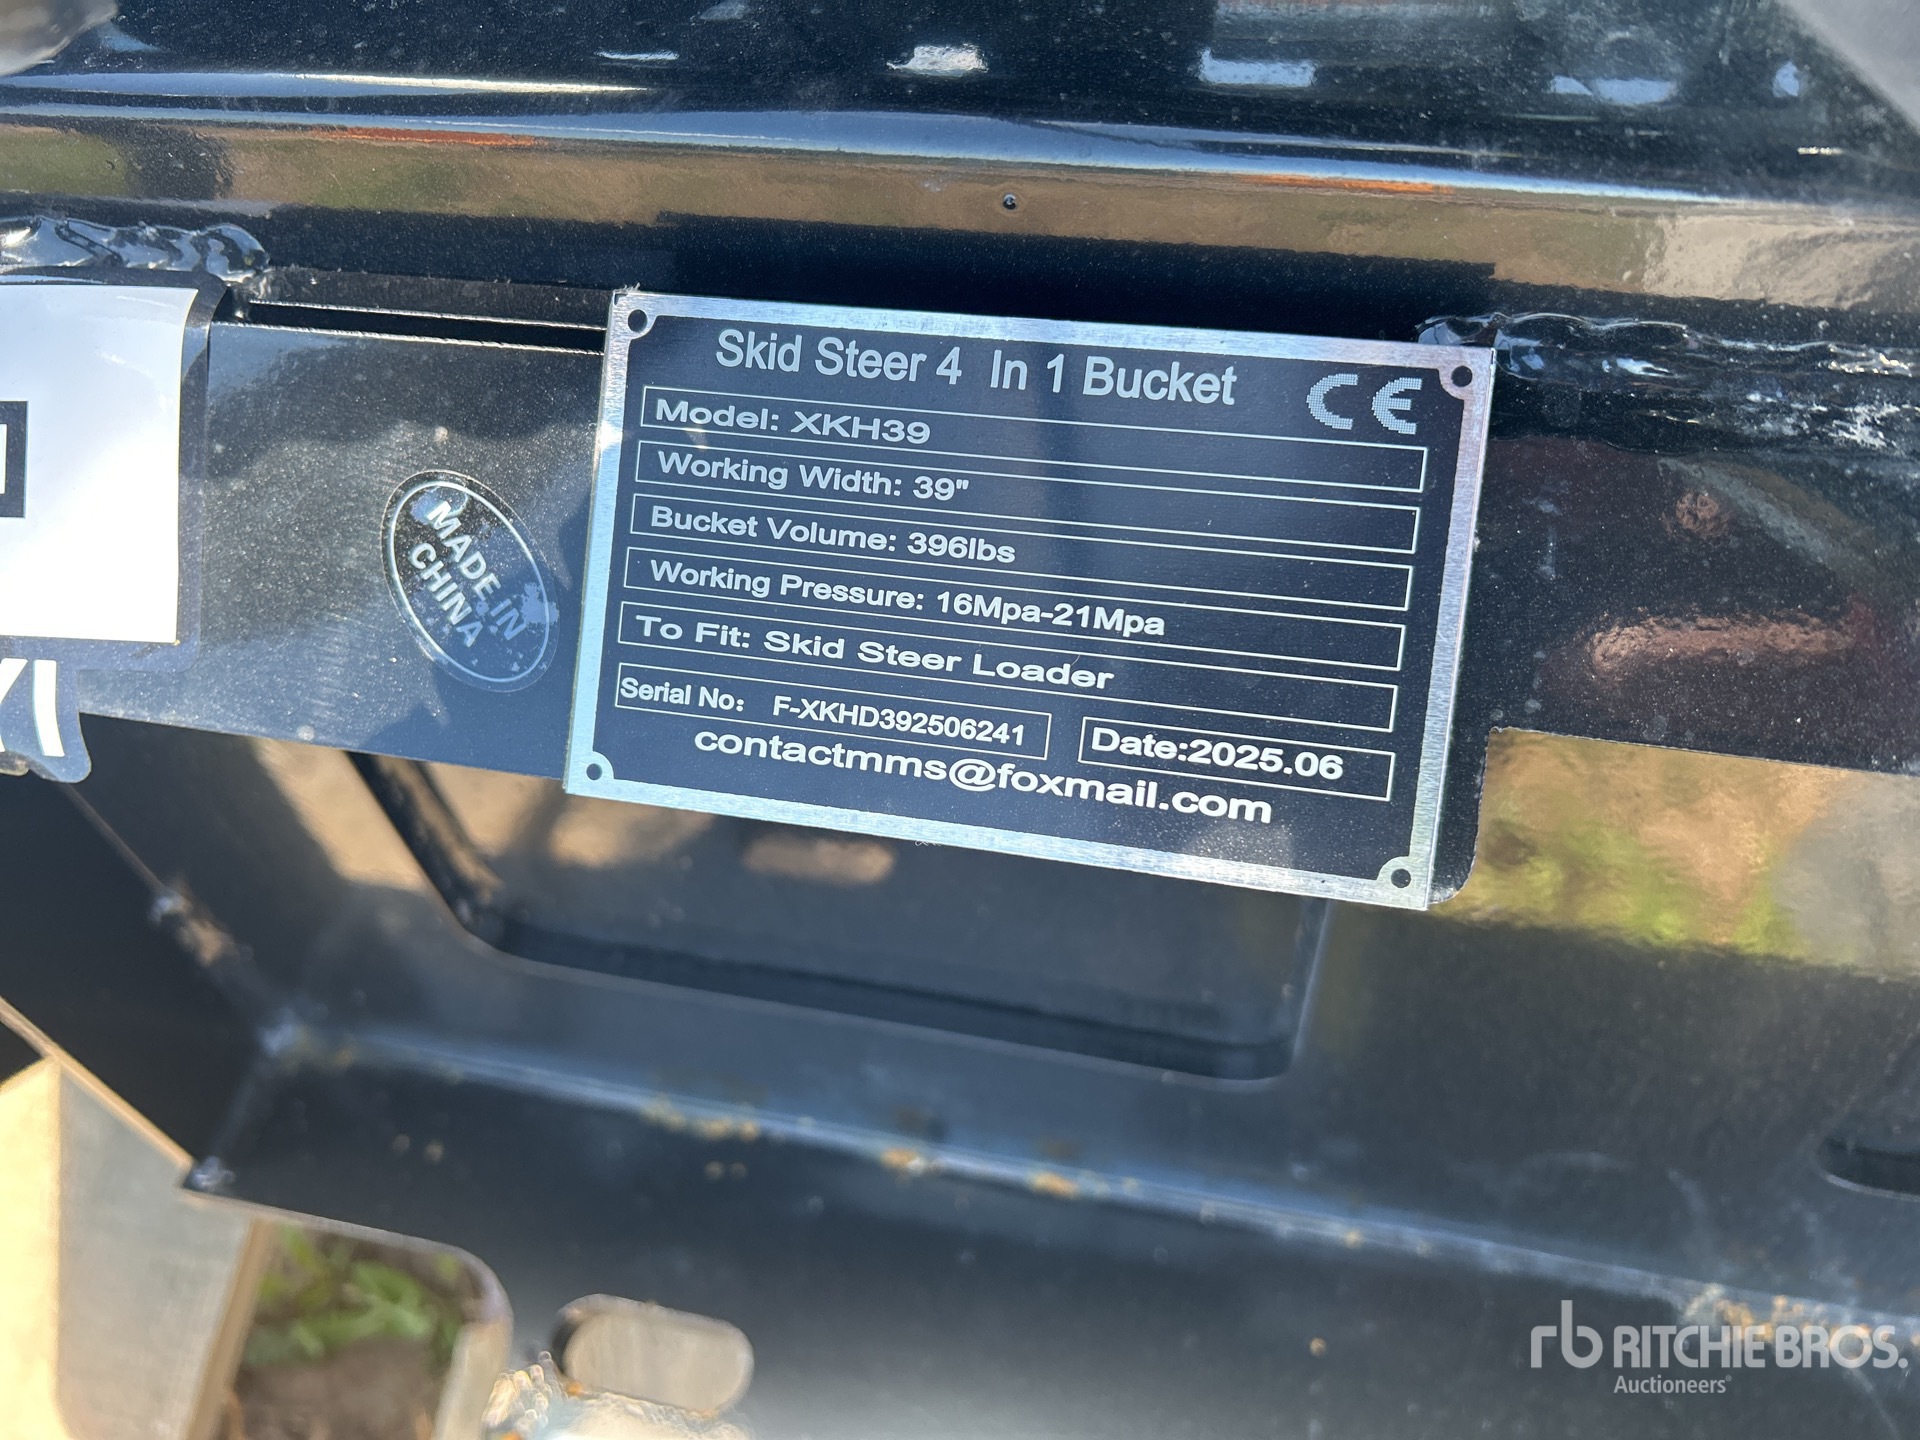 Skid Steer 4 In 1 Bucket
CE
Model: XKH39
Working Width: 39"
Bucket Volume: 396lbs
Working Pressure: 16Mpa-21Mpa
To Fit: Skid Steer Loader
Serial No: F-XKHD392506241
Date:2025.06
contactmms@foxmail.com
MADE IN
CHINA
rb RITCHIE BROS.
Auctioneers